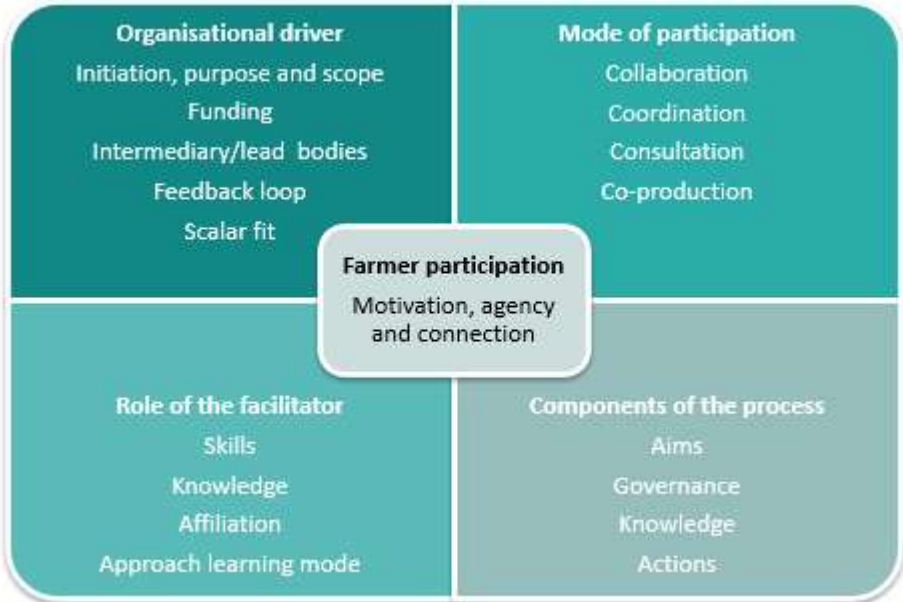 Organisational driver
Initiation, purpose and scope
Funding
Intermediary/lead bodies
Feedback loop
Scalar fit
Mode of participation
Collaboration
Coordination
Consultation
Co-production
Farmer participation
Motivation, agency
and connection
Role of the facilitator
Skills
Knowledge
Affiliation
Approach learning mode
Components of the process
Aims
Governance
Knowledge
Actions